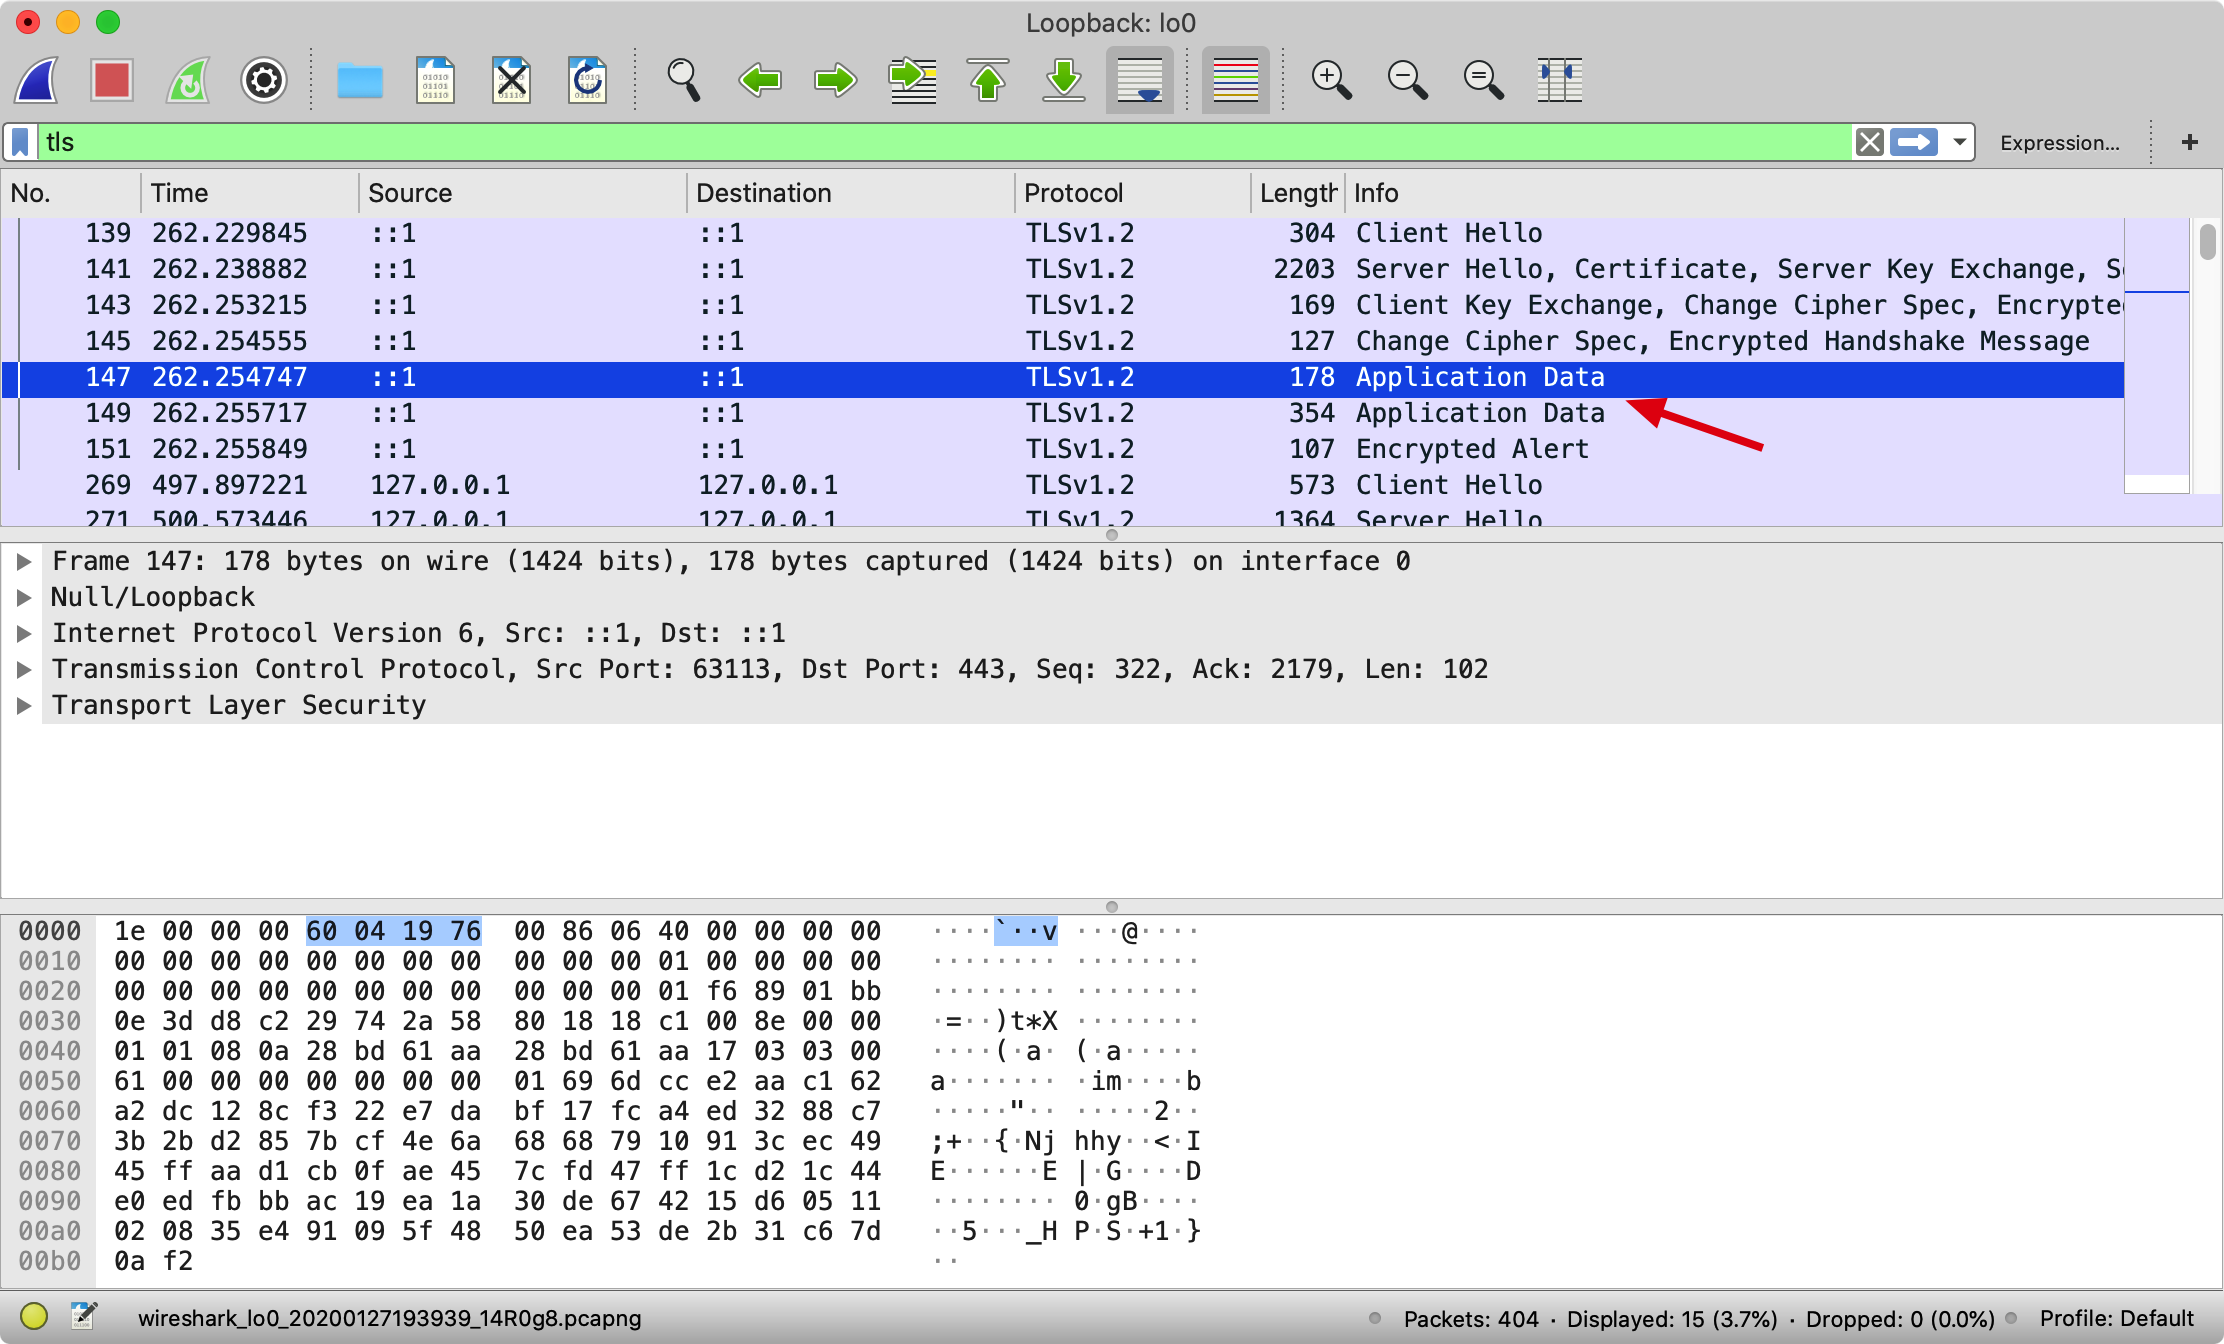 Loopback: lo0
tls
Expression...
+
No. Time Source Destination Protocol Length Info
139 262.229845 ::1 ::1 TLSv1.2 304 Client Hello
141 262.238882 ::1 ::1 TLSv1.2 2203 Server Hello, Certificate, Server Key Exchange, S
143 262.253215 ::1 ::1 TLSv1.2 169 Client Key Exchange, Change Cipher Spec, Encrypte
145 262.254555 ::1 ::1 TLSv1.2 127 Change Cipher Spec, Encrypted Handshake Message
147 262.254747 ::1 ::1 TLSv1.2 178 Application Data
149 262.255717 ::1 ::1 TLSv1.2 354 Application Data
151 262.255849 ::1 ::1 TLSv1.2 107 Encrypted Alert
269 497.897221 127.0.0.1 127.0.0.1 TLSv1.2 573 Client Hello
271 500.573446 127.0.0.1 127.0.0.1 TLSv1.2 1364 Server Hello
Frame 147: 178 bytes on wire (1424 bits), 178 bytes captured (1424 bits) on interface 0
Null/Loopback
Internet Protocol Version 6, Src: ::1, Dst: ::1
Transmission Control Protocol, Src Port: 63113, Dst Port: 443, Seq: 322, Ack: 2179, Len: 102
Transport Layer Security
0000 1e 00 00 00 60 04 19 76 00 86 06 40 00 00 00 00 ····`··v ···@····
0010 00 00 00 00 00 00 00 00 00 00 00 01 00 00 00 00 ········ ········
0020 00 00 00 00 00 00 00 00 00 00 00 01 f6 89 01 bb ········ ········
0030 0e 3d d8 c2 29 74 2a 58 80 18 18 c1 00 8e 00 00 ·=··)t*X ········
0040 01 01 08 0a 28 bd 61 aa 28 bd 61 aa 17 03 03 00 ····(·a· (·a·····
0050 61 00 00 00 00 00 00 00 01 69 6d cc e2 aa c1 62 a······· ·im····b
0060 a2 dc 12 8c f3 22 e7 da bf 17 fc a4 ed 32 88 c7 ·····"·· ·····2··
0070 3b 2b d2 85 7b cf 4e 6a 68 68 79 10 91 3c ec 49 ;+··{·Nj hhy··<·I
0080 45 ff aa d1 cb 0f ae 45 7c fd 47 ff 1c d2 1c 44 E······E |·G····D
0090 e0 ed fb bb ac 19 ea 1a 30 de 67 42 15 d6 05 11 ········ 0·gB····
00a0 02 08 35 e4 91 09 5f 48 50 ea 53 de 2b 31 c6 7d ··5···_H P·S·+1·}
00b0 0a f2 ··
wireshark_lo0_20200127193939_14R0g8.pcapng Packets: 404 · Displayed: 15 (3.7%) · Dropped: 0 (0.0%) Profile: Default